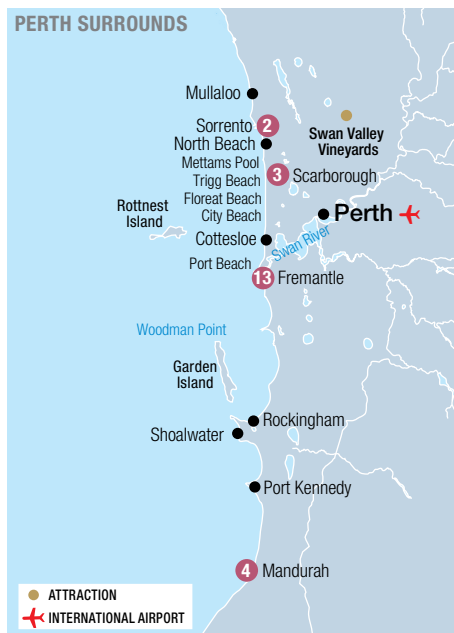 PERTH SURROUNDS
Mullaloo
Sorrento 2
North Beach
Swan Valley
Vineyards
Mettams Pool
3 Scarborough
Trigg Beach
Floreat Beach
City Beach
Rottnest
Island
Perth
Swan River
Cottesloe
Port Beach
13 Fremantle
Woodman Point
Garden
Island
Rockingham
Shoalwater
Port Kennedy
4 Mandurah
ATTRACTION
INTERNATIONAL AIRPORT